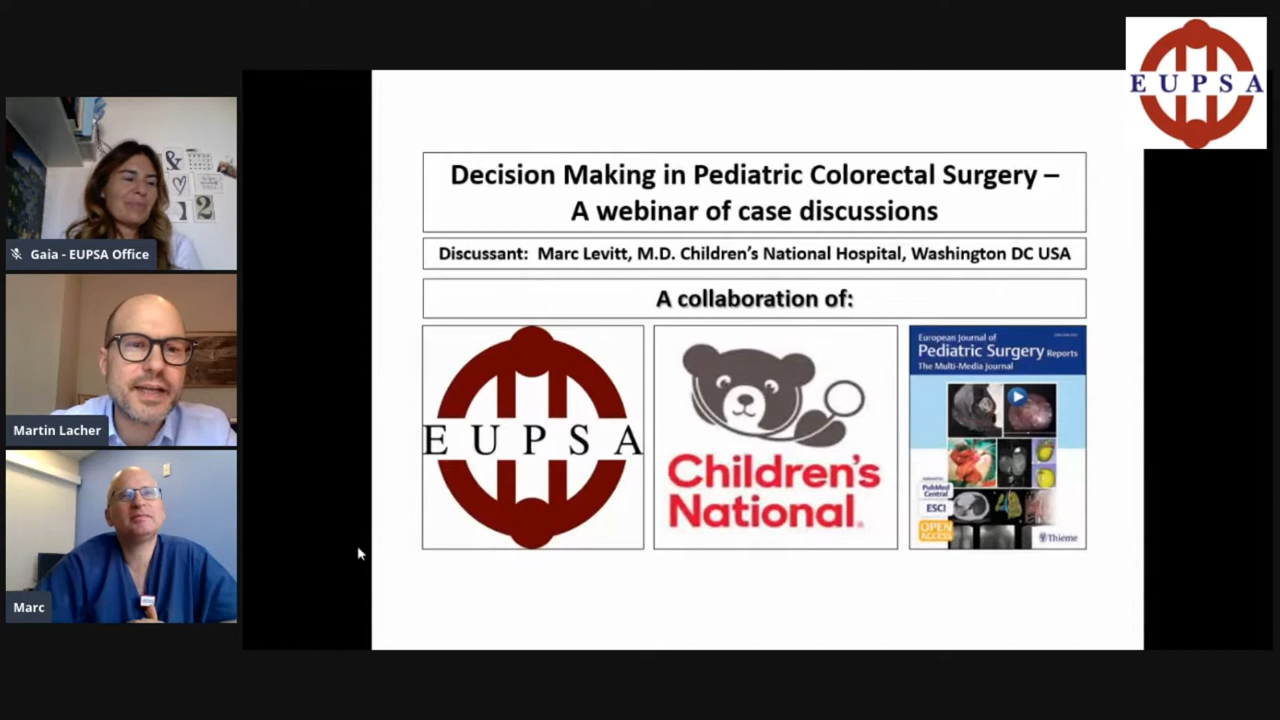 EUPSA
&
2
Gaia - EUPSA Office
Martin Lacher
Marc
Decision Making in Pediatric Colorectal Surgery –
A webinar of case discussions
Discussant: Marc Levitt, M.D. Children's National Hospital, Washington DC USA
A collaboration of:
EUPSA
Children's
National
European Journal of
Pediatric Surgery Reports
The Multi-Media Journal
PubMed
Central
ESCI
OPEN
ACCESS
Thieme